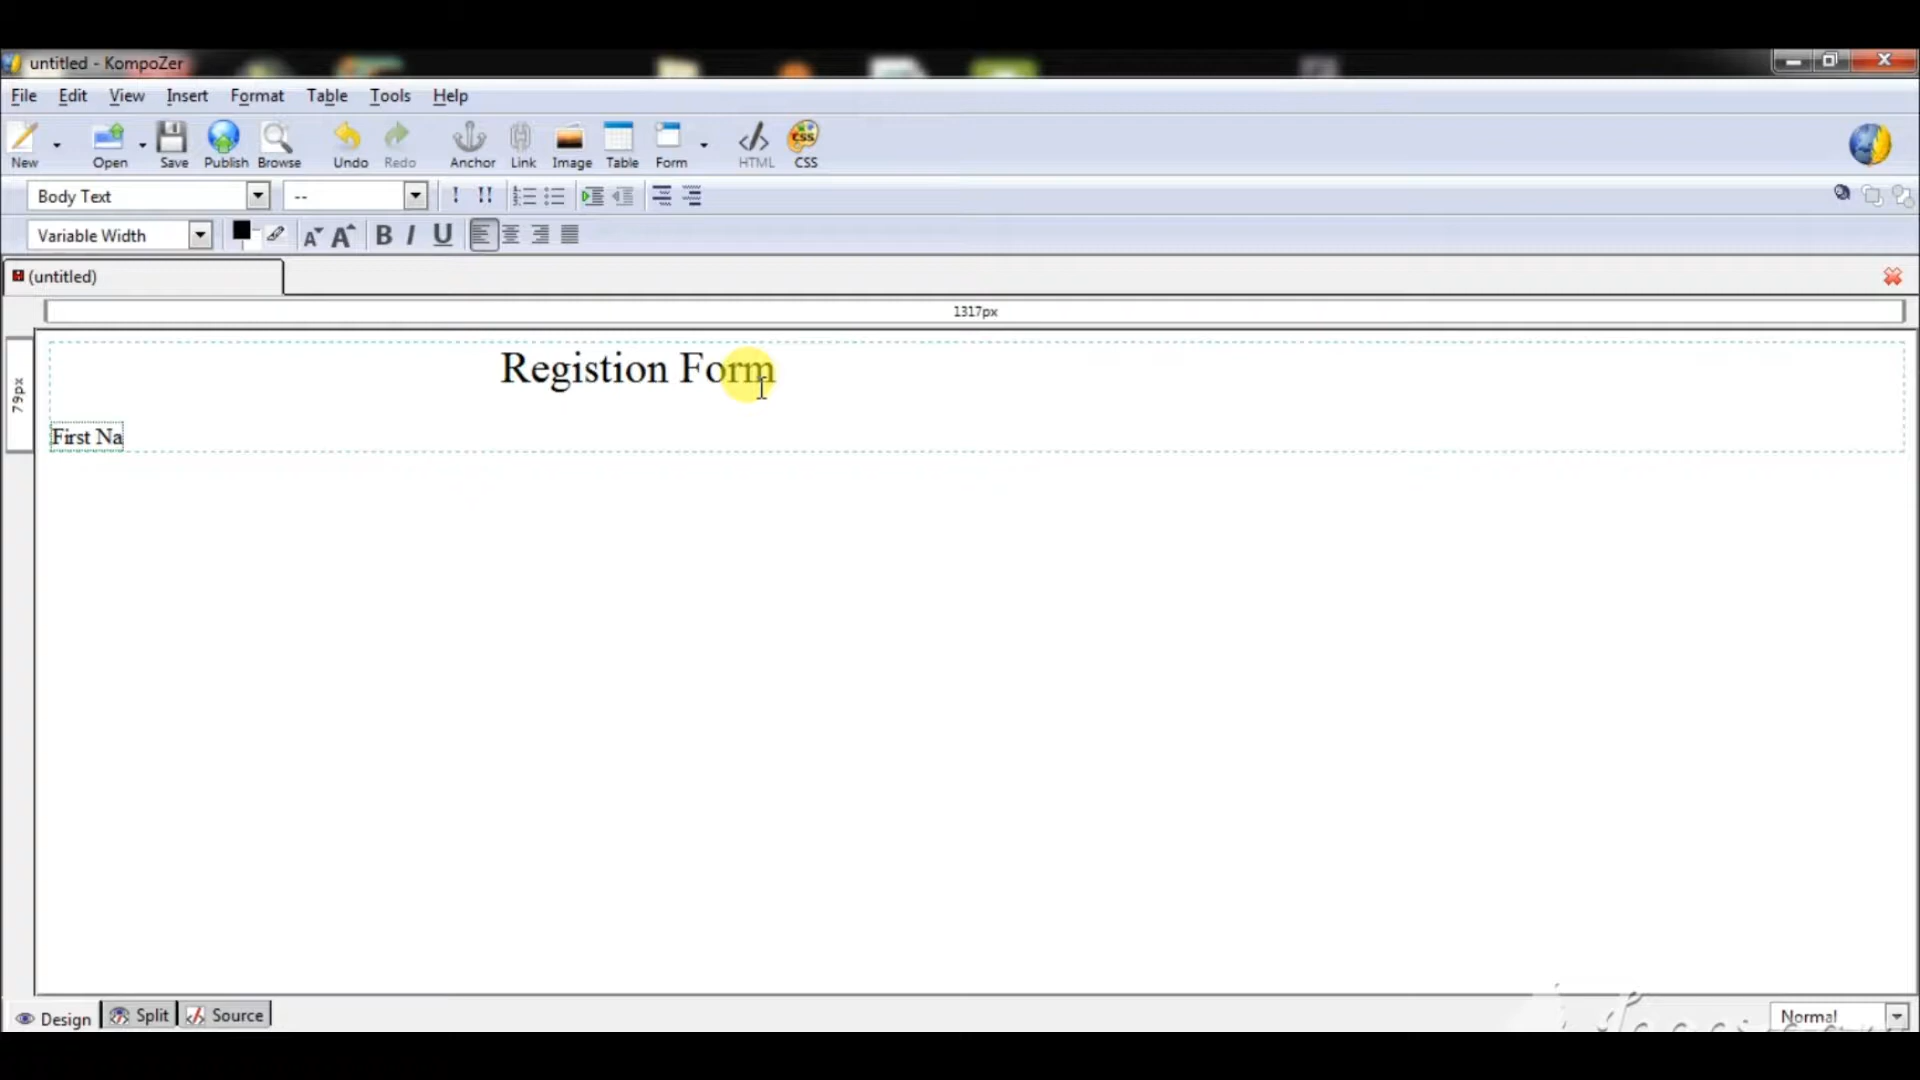 untitled - KompoZer
File Edit View Insert Format Table Tools Help
New Open Save Publish Browse Undo Redo Anchor Link Image Table Form HTML CSS
Body Text --
Variable Width
(untitled)
1317px
79px
Registion Form
First Na
Design Split Source
Normal